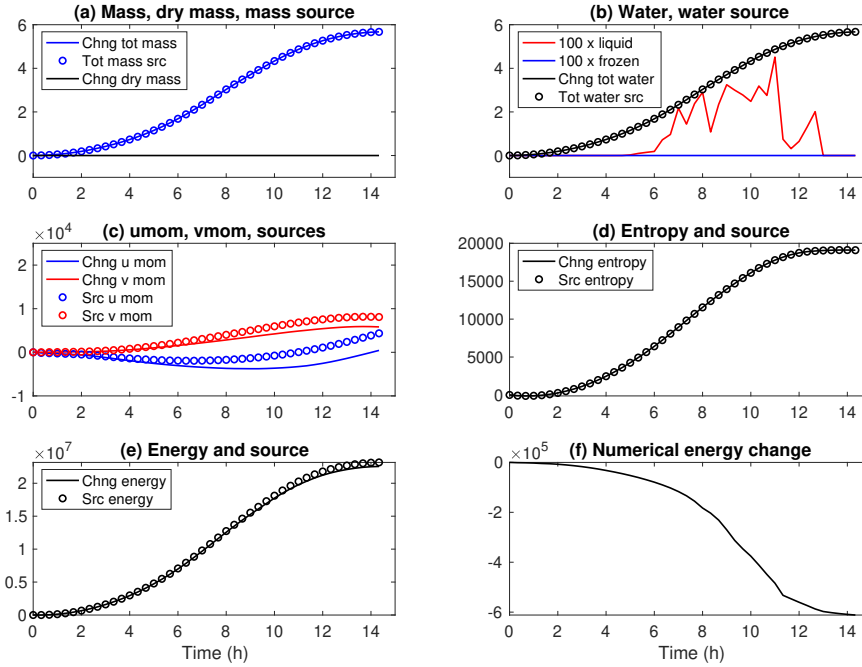 (a) Mass, dry mass, mass source
6
4
2
0
Chng tot mass
Tot mass src
Chng dry mass
0 2 4 6 8 10 12 14
(b) Water, water source
6
4
2
0
100 x liquid
100 x frozen
Chng tot water
Tot water src
0 2 4 6 8 10 12 14
×10⁴
(c) umom, vmom, sources
2
1
0
-1
Chng u mom
Chng v mom
Src u mom
Src v mom
0 2 4 6 8 10 12 14
(d) Entropy and source
20000
15000
10000
5000
0
Chng entropy
Src entropy
0 2 4 6 8 10 12 14
×10⁷
(e) Energy and source
2
1.5
1
0.5
0
Chng energy
Src energy
0 2 4 6 8 10 12 14
Time (h)
×10⁵
(f) Numerical energy change
0
-2
-4
-6
0 2 4 6 8 10 12 14
Time (h)